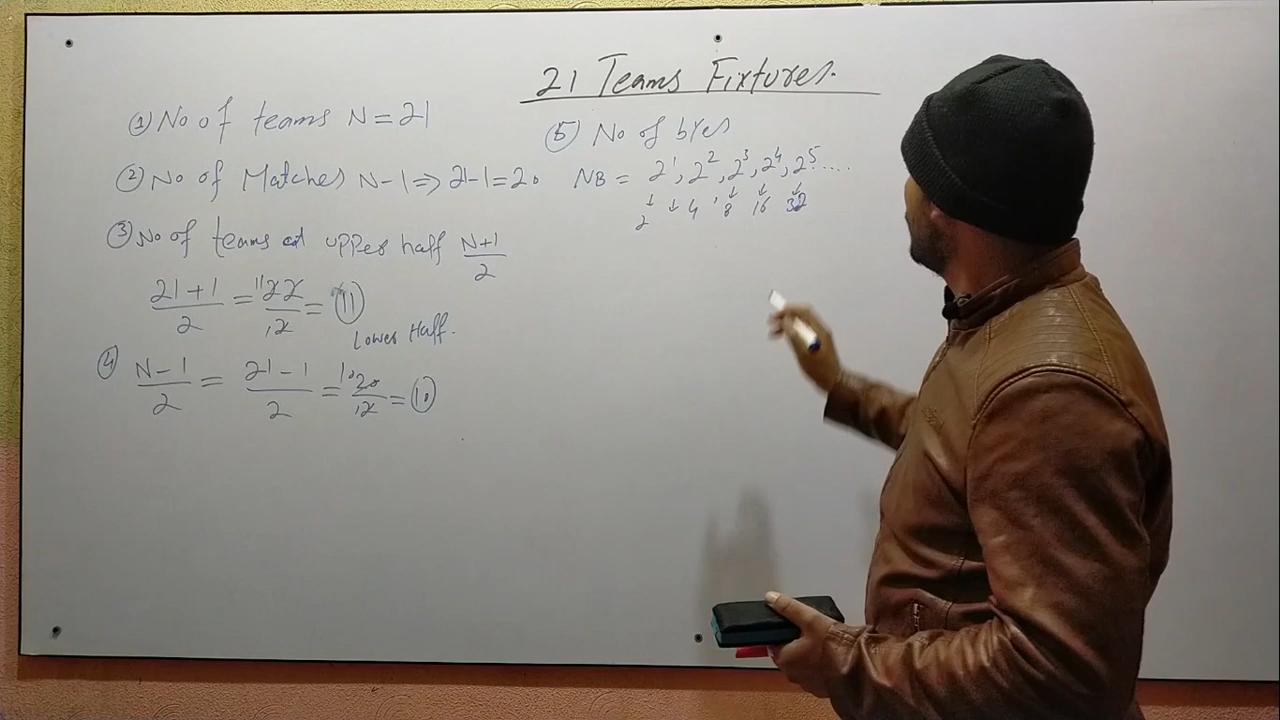 21 Teams Fixtures.
① No of teams N = 21
② No of Matches N-1 ⇒ 21-1 = 20
③ No of teams at upper half N+1/2
21+1/2 = 22/2 = ⑪
Lower Half.
④ N-1/2 = 21-1/2 = 20/2 = ⑩
⑤ No of byes
NB = 2¹, 2², 2³, 2⁴, 2⁵.....
↓ ↓ ↓ ↓ ↓
2 4 8 16 32